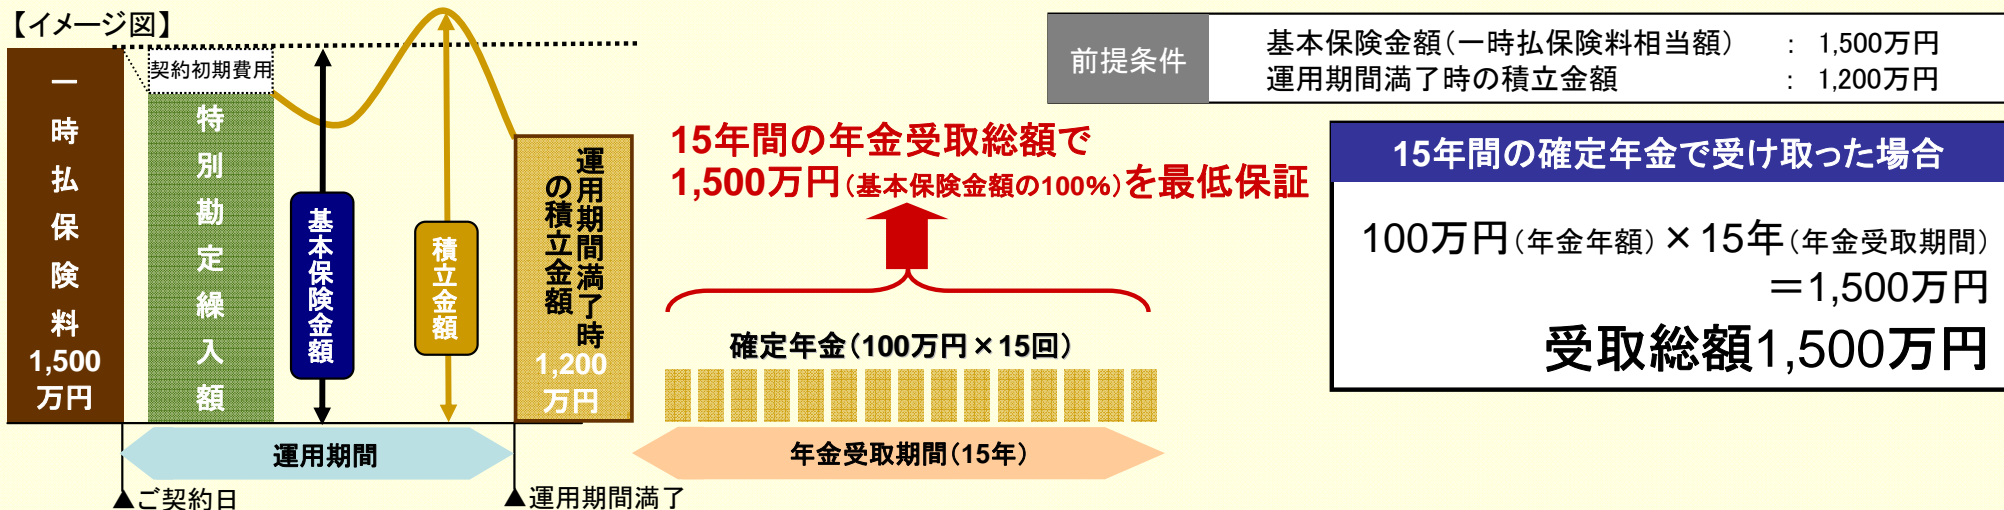 【イメージ図】
一時払保険料
1,500
万円
契約初期費用
特別勘定繰入額
基本保険金額
積立金額
運用期間満了時
の積立金額
1,200
万円
運用期間
▲ご契約日
▲運用期間満了
15年間の年金受取総額で
1,500万円(基本保険金額の100%)を最低保証
確定年金(100万円×15回)
年金受取期間(15年)
前提条件
基本保険金額(一時払保険料相当額) : 1,500万円
運用期間満了時の積立金額 : 1,200万円
15年間の確定年金で受け取った場合
100万円(年金年額)×15年(年金受取期間)
＝1,500万円
受取総額1,500万円